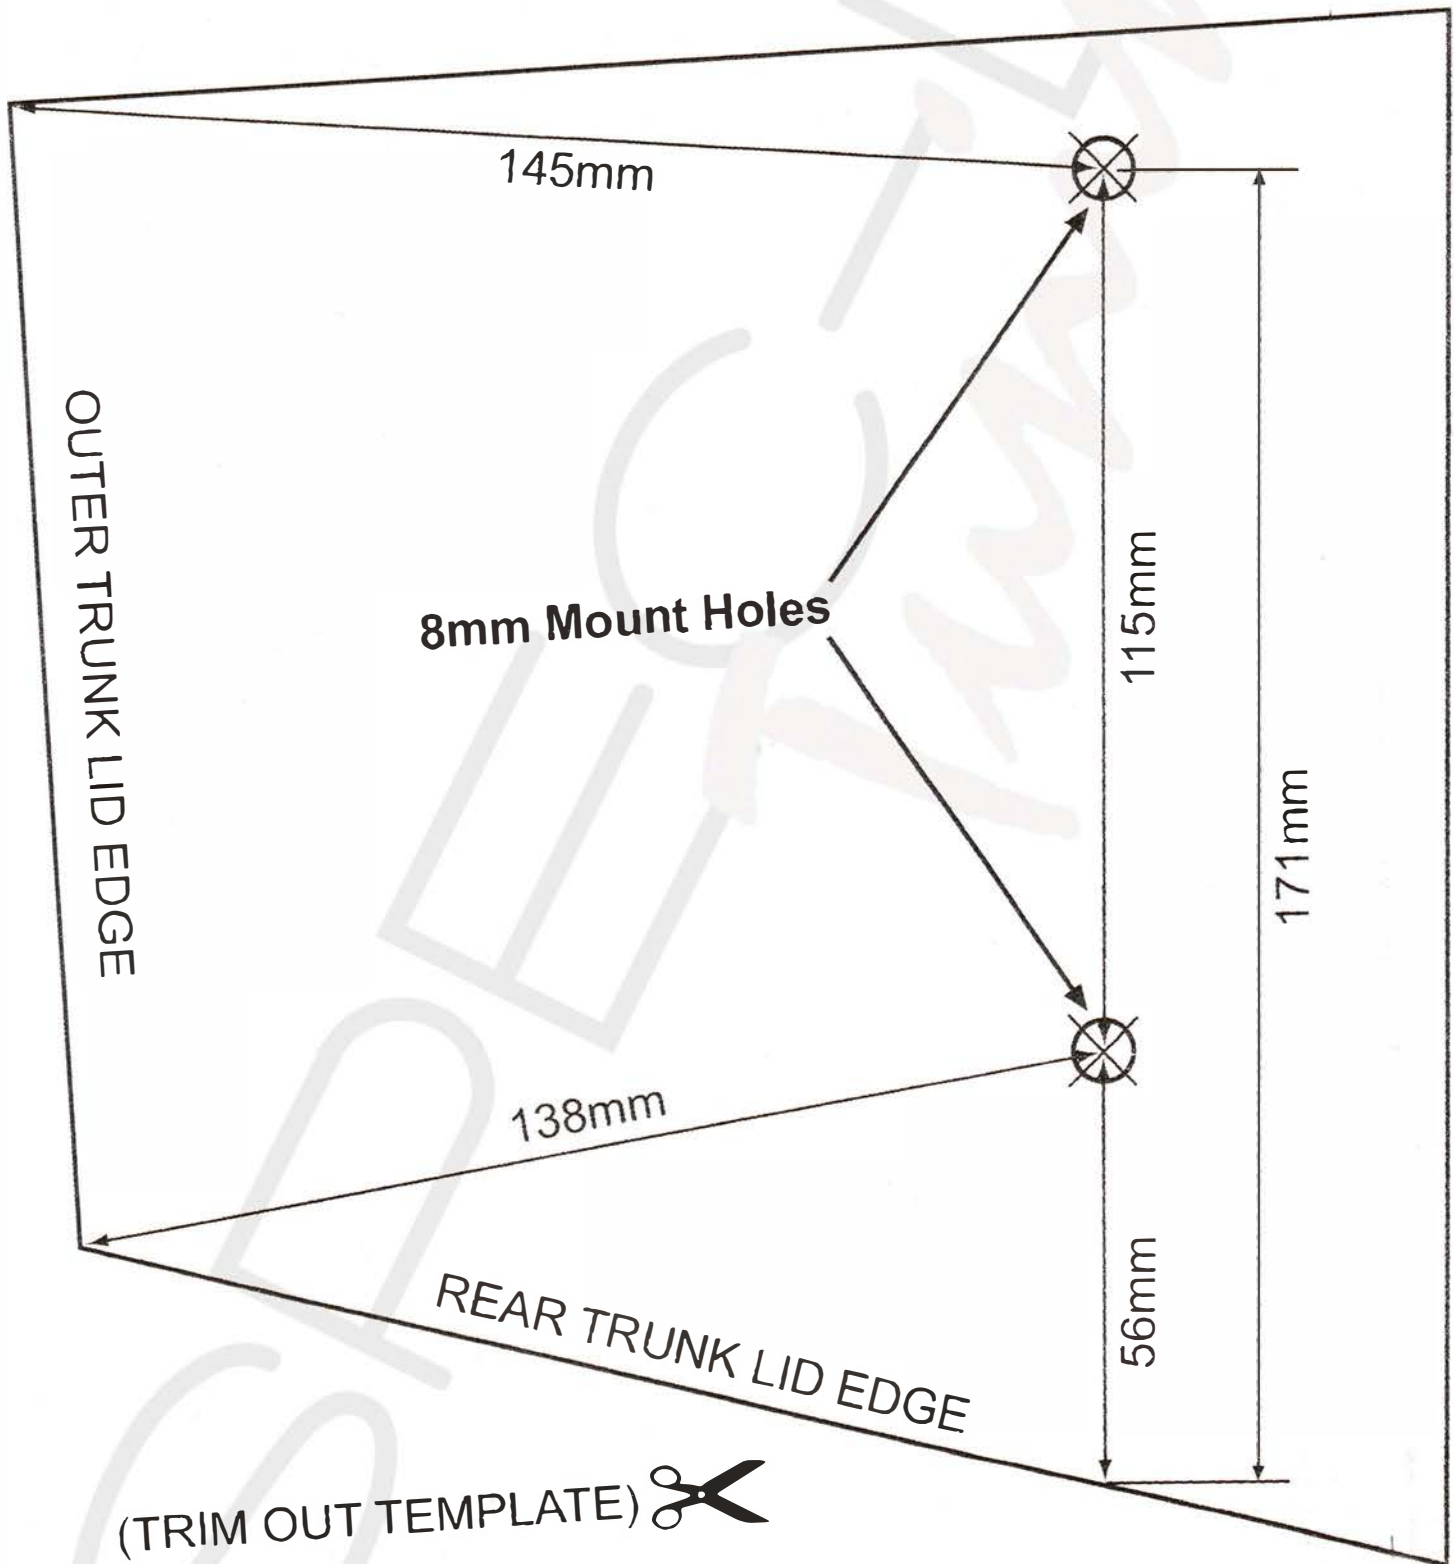 145mm
OUTER TRUNK LID EDGE
8mm Mount Holes
115mm
171mm
138mm
56mm
REAR TRUNK LID EDGE
(TRIM OUT TEMPLATE)